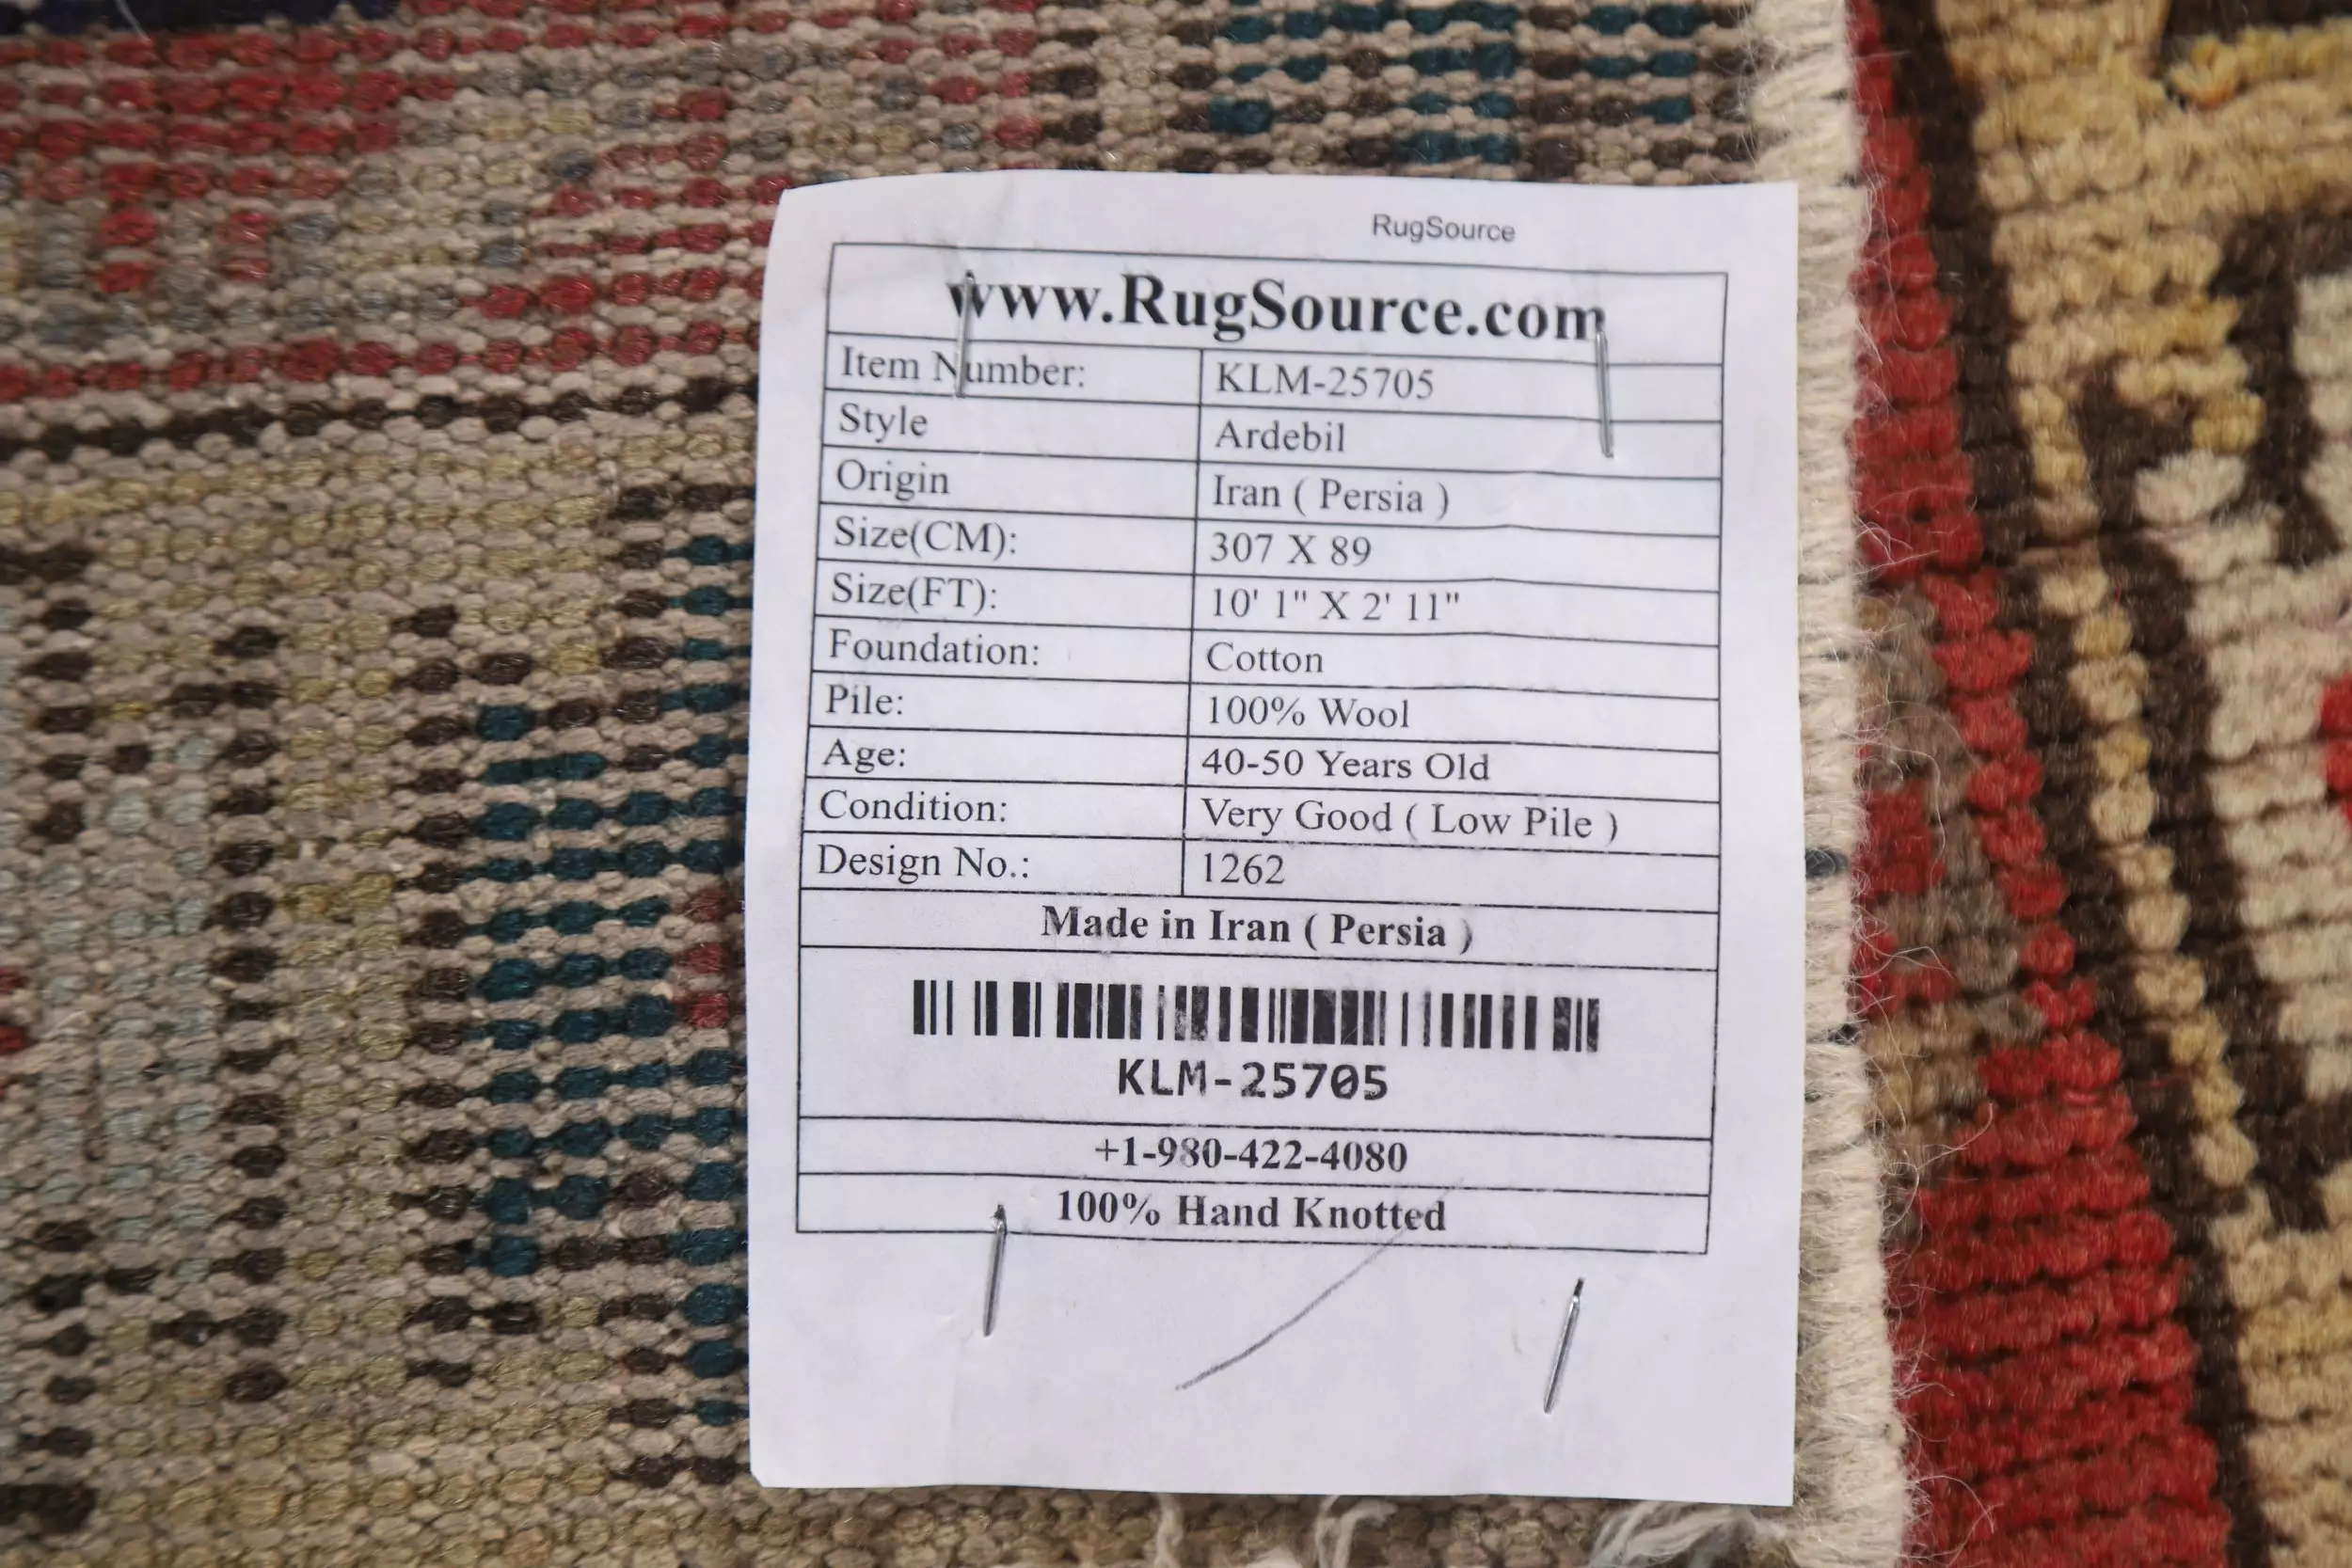 RugSource
www.RugSource.com
Item Number: KLM-25705
Style Ardebil
Origin Iran ( Persia )
Size(CM): 307 X 89
Size(FT): 10' 1" X 2' 11"
Foundation: Cotton
Pile: 100% Wool
Age: 40-50 Years Old
Condition: Very Good ( Low Pile )
Design No.: 1262
Made in Iran ( Persia )
KLM-25705
+1-980-422-4080
100% Hand Knotted